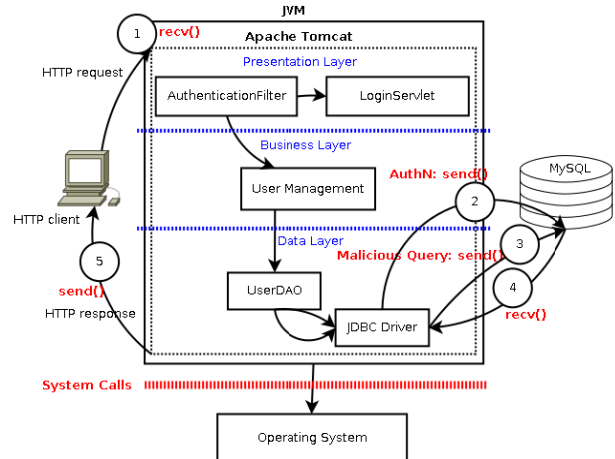 JVM
1
recv()
Apache Tomcat
Presentation Layer
HTTP request
AuthenticationFilter
LoginServlet
Business Layer
AuthN: send()
MySQL
User Management
2
HTTP client
Data Layer
3
Malicious Query: send()
5
4
send()
UserDAO
HTTP response
JDBC Driver
recv()
System Calls
Operating System